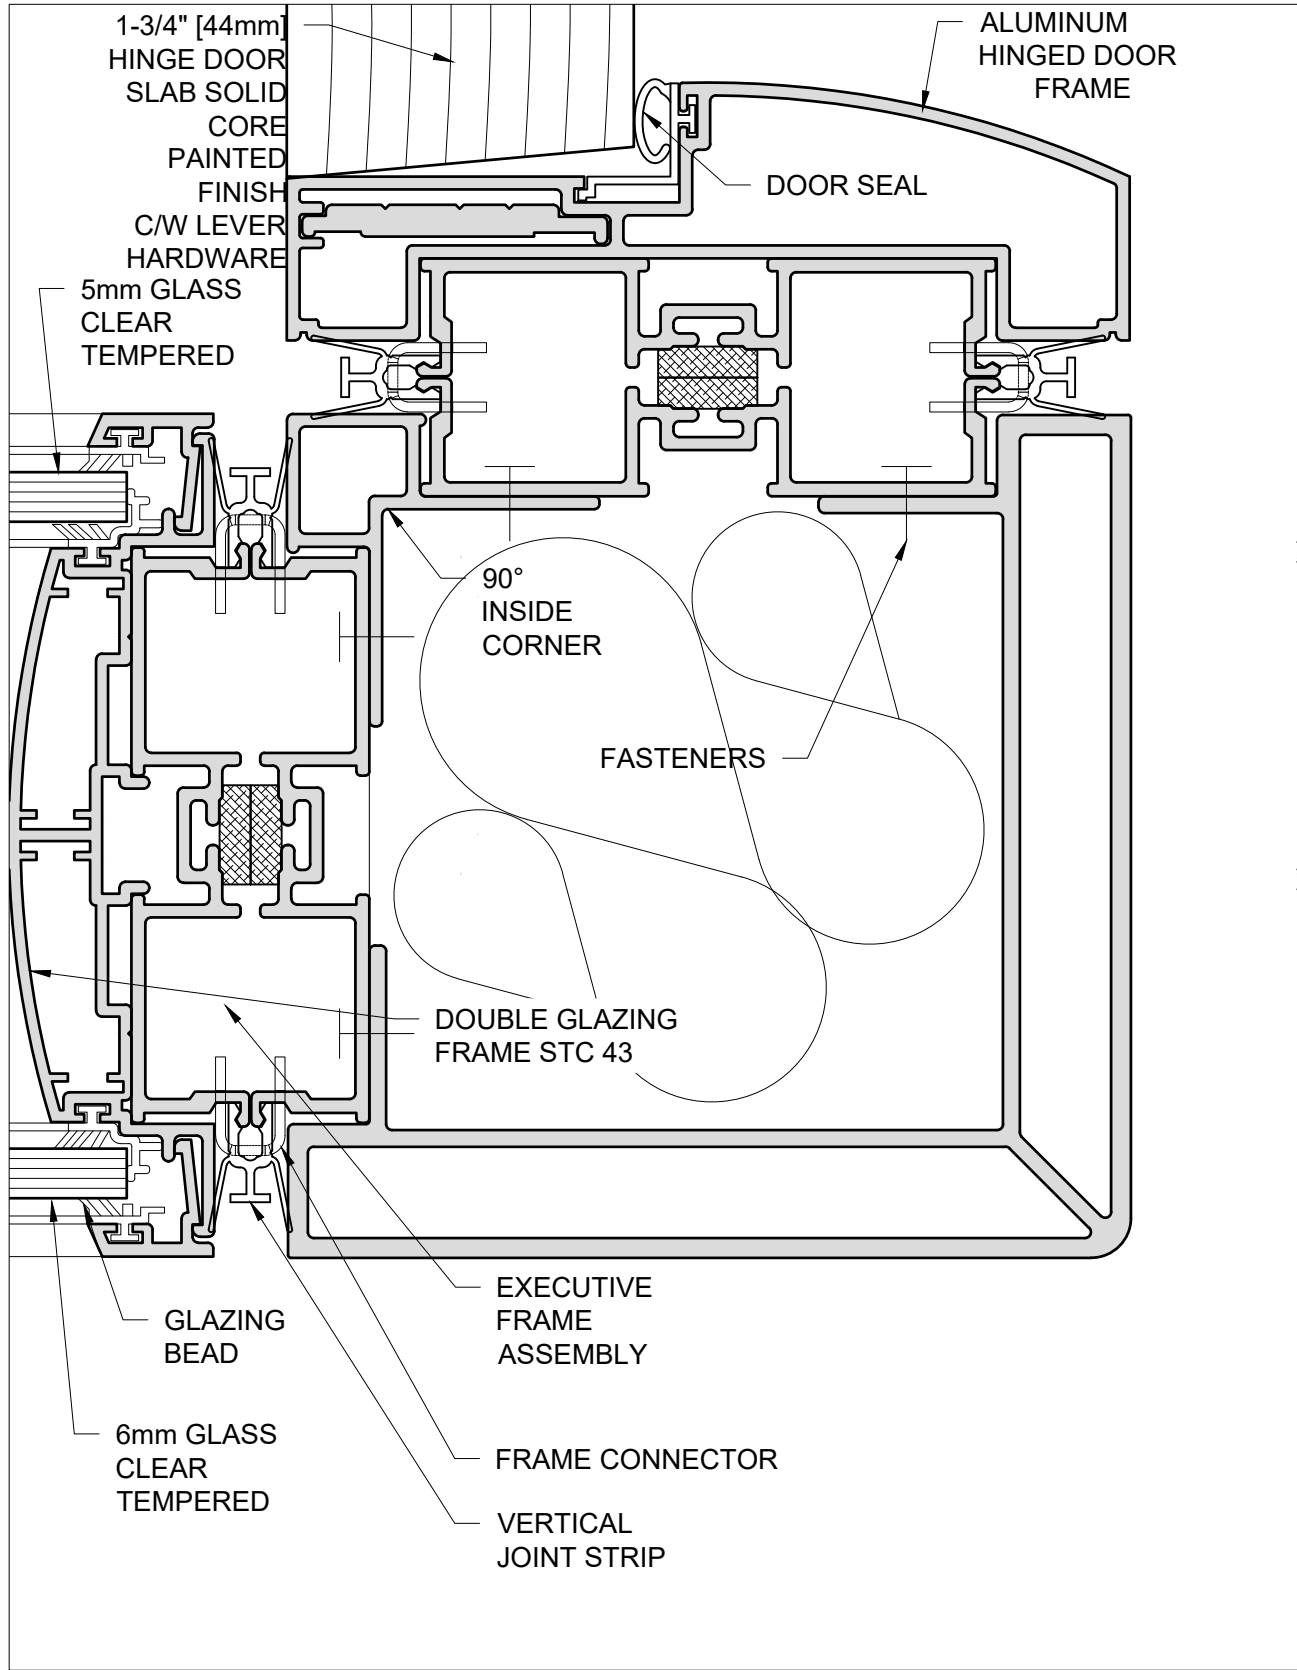 1-3/4" [44mm]
HINGE DOOR
SLAB SOLID
CORE
PAINTED
FINISH
C/W LEVER
HARDWARE
ALUMINUM
HINGED DOOR
FRAME
DOOR SEAL
5mm GLASS
CLEAR
TEMPERED
90°
INSIDE
CORNER
FASTENERS
DOUBLE GLAZING
FRAME STC 43
EXECUTIVE
FRAME
ASSEMBLY
GLAZING
BEAD
6mm GLASS
CLEAR
TEMPERED
FRAME CONNECTOR
VERTICAL
JOINT STRIP